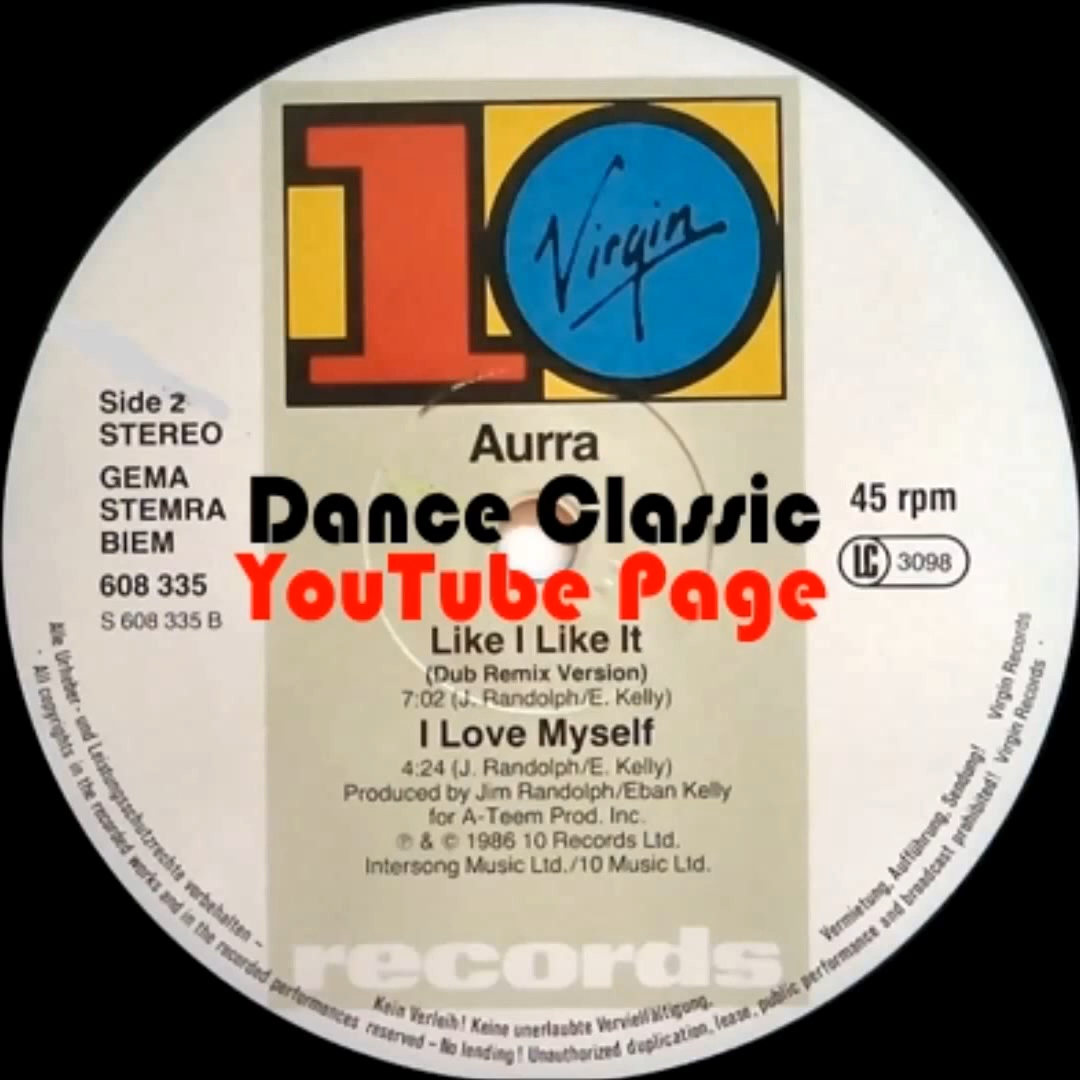 10
Virgin
Side 2
STEREO
GEMA
STEMRA
BIEM
608 335
S 608 335 B
Aurra
Dance Classic
YouTube Page
45 rpm
LC 3098
Like I Like It
(Dub Remix Version)
7:02 (J. Randolph/E. Kelly)
I Love Myself
4:24 (J. Randolph/E. Kelly)
Produced by Jim Randolph/Eban Kelly
for A-Teem Prod. Inc.
℗ & © 1986 10 Records Ltd.
Intersong Music Ltd./10 Music Ltd.
records
Alle Urheber- und Leistungsschutzrechte vorbehalten – Kein Verleih! Keine unerlaubte Vervielfältigung, Vermietung, Aufführung, Sendung! Virgin Records
· All copyrights in the recorded works and in the recorded performances reserved – No lending! Unauthorized duplication, lease, public performance and broadcast prohibited! Virgin Records ·